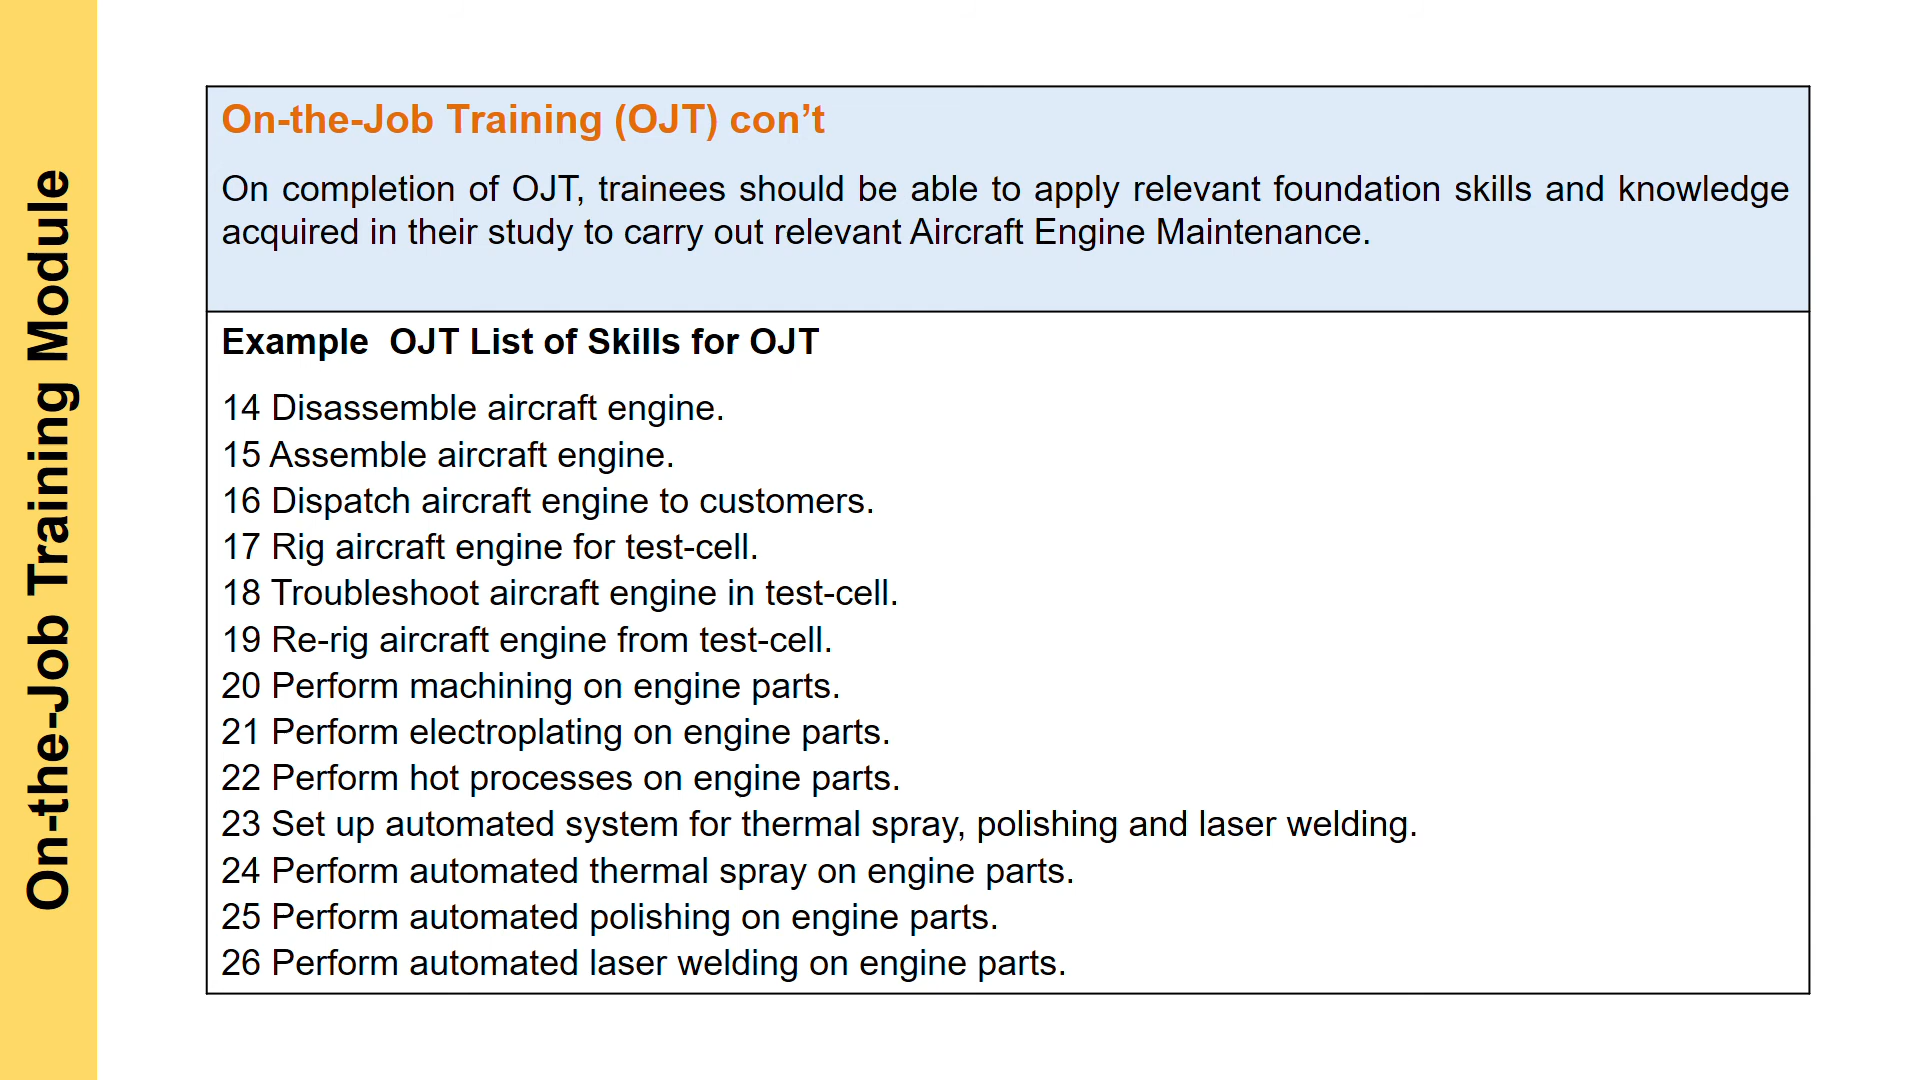 On-the-Job Training Module
On-the-Job Training (OJT) con’t
On completion of OJT, trainees should be able to apply relevant foundation skills and knowledge
acquired in their study to carry out relevant Aircraft Engine Maintenance.
Example  OJT List of Skills for OJT
14 Disassemble aircraft engine.
15 Assemble aircraft engine.
16 Dispatch aircraft engine to customers.
17 Rig aircraft engine for test-cell.
18 Troubleshoot aircraft engine in test-cell.
19 Re-rig aircraft engine from test-cell.
20 Perform machining on engine parts.
21 Perform electroplating on engine parts.
22 Perform hot processes on engine parts.
23 Set up automated system for thermal spray, polishing and laser welding.
24 Perform automated thermal spray on engine parts.
25 Perform automated polishing on engine parts.
26 Perform automated laser welding on engine parts.